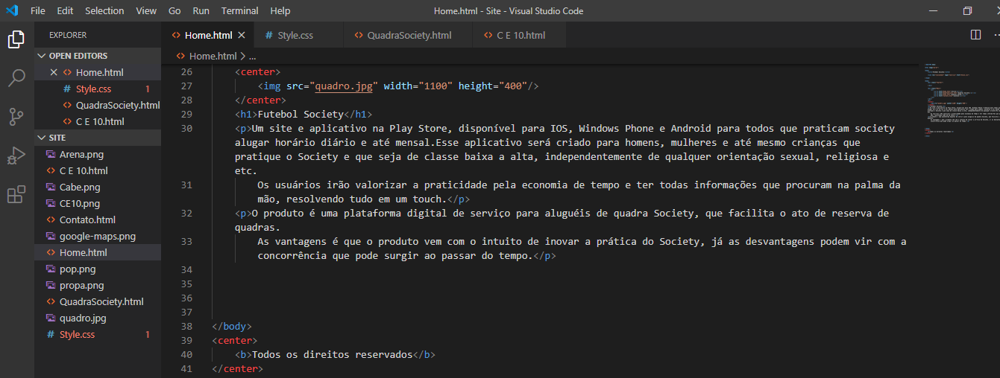 File Edit Selection View Go Run Terminal Help Home.html - Site - Visual Studio Code
EXPLORER
OPEN EDITORS
Home.html
Style.css 1
QuadraSociety.html
C E 10.html
SITE
Arena.png
C E 10.html
Cabe.png
CE10.png
Contato.html
google-maps.png
Home.html
pop.png
propa.png
QuadraSociety.html
quadro.jpg
Style.css 1
Home.html Style.css QuadraSociety.html C E 10.html
Home.html > ...
26 <center>
27 <img src="quadro.jpg" width="1100" height="400"/>
28 </center>
29 <h1>Futebol Society</h1>
30 <p>Um site e aplicativo na Play Store, disponível para IOS, Windows Phone e Android para todos que praticam society
alugar horário diário e até mensal.Esse aplicativo será criado para homens, mulheres e até mesmo crianças que
pratique o Society e que seja de classe baixa a alta, independentemente de qualquer orientação sexual, religiosa e
etc.
31 Os usuários irão valorizar a praticidade pela economia de tempo e ter todas informações que procuram na palma da
mão, resolvendo tudo em um touch.</p>
32 <p>O produto é uma plataforma digital de serviço para aluguéis de quadra Society, que facilita o ato de reserva de
quadras.
33 As vantagens é que o produto vem com o intuito de inovar a prática do Society, já as desvantagens podem vir com a
concorrência que pode surgir ao passar do tempo.</p>
34
35
36
37
38 </body>
39 <center>
40 <b>Todos os direitos reservados</b>
41 </center>